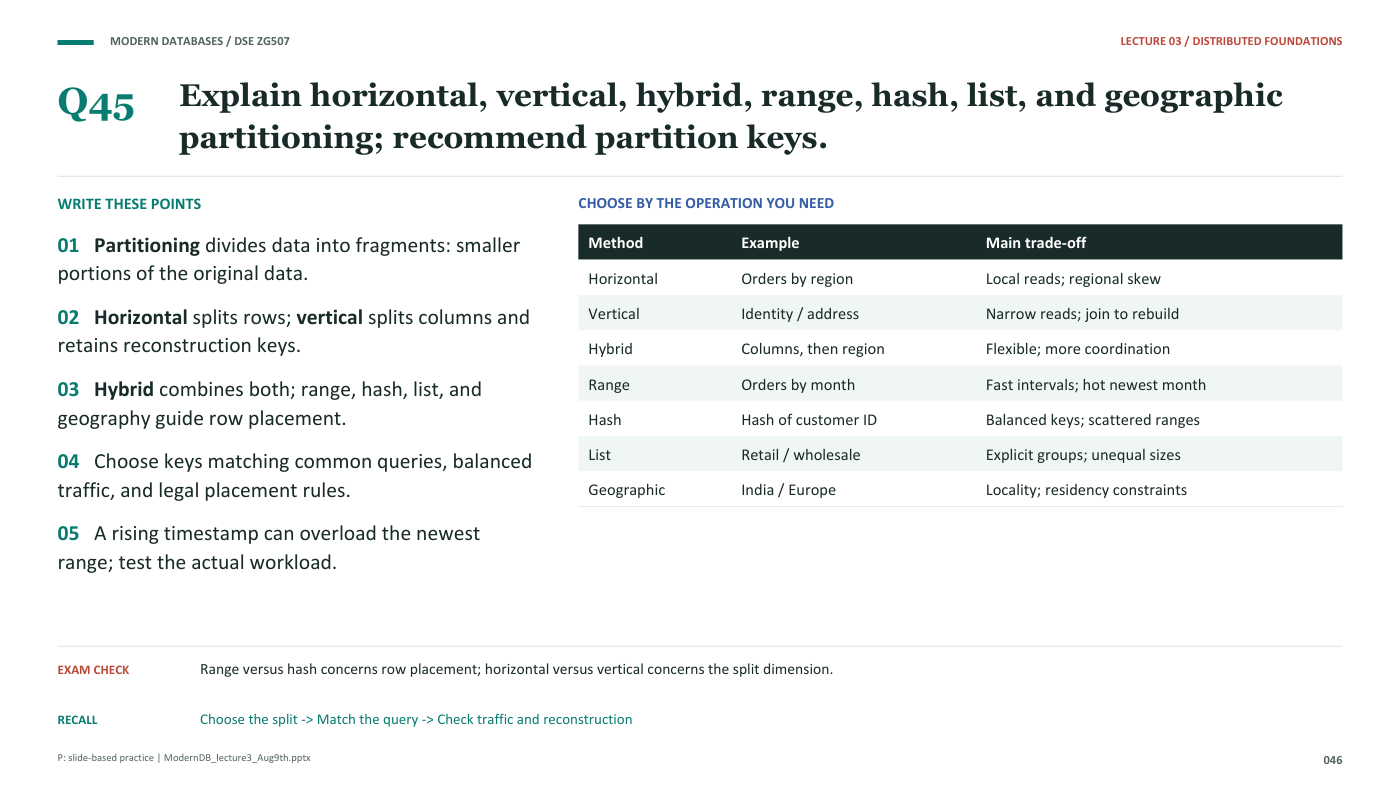 MODERN DATABASES / DSE ZG507
LECTURE 03 / DISTRIBUTED FOUNDATIONS
Q45
Explain horizontal, vertical, hybrid, range, hash, list, and geographic
partitioning; recommend partition keys.
WRITE THESE POINTS
01 Partitioning divides data into fragments: smaller
portions of the original data.
02 Horizontal splits rows; vertical splits columns and
retains reconstruction keys.
03 Hybrid combines both; range, hash, list, and
geography guide row placement.
04 Choose keys matching common queries, balanced
traffic, and legal placement rules.
05 A rising timestamp can overload the newest
range; test the actual workload.
CHOOSE BY THE OPERATION YOU NEED
Method Example Main trade-off
Horizontal Orders by region Local reads; regional skew
Vertical Identity / address Narrow reads; join to rebuild
Hybrid Columns, then region Flexible; more coordination
Range Orders by month Fast intervals; hot newest month
Hash Hash of customer ID Balanced keys; scattered ranges
List Retail / wholesale Explicit groups; unequal sizes
Geographic India / Europe Locality; residency constraints
EXAM CHECK Range versus hash concerns row placement; horizontal versus vertical concerns the split dimension.
RECALL Choose the split -> Match the query -> Check traffic and reconstruction
P: slide-based practice | ModernDB_lecture3_Aug9th.pptx
046